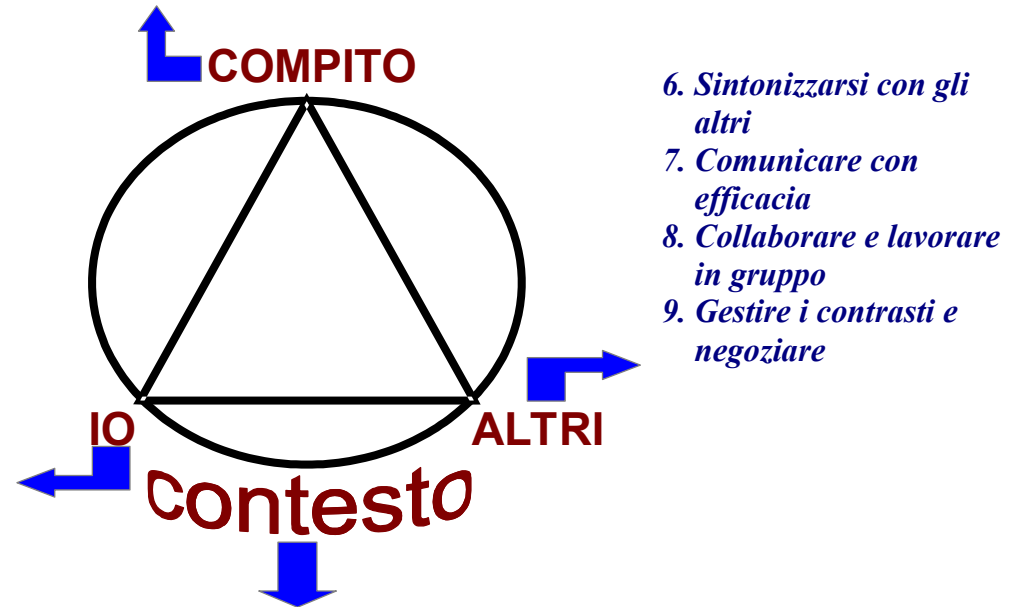 COMPITO
6. Sintonizzarsi con gli
altri
7. Comunicare con
efficacia
8. Collaborare e lavorare
in gruppo
9. Gestire i contrasti e
negoziare
IO
ALTRI
contesto